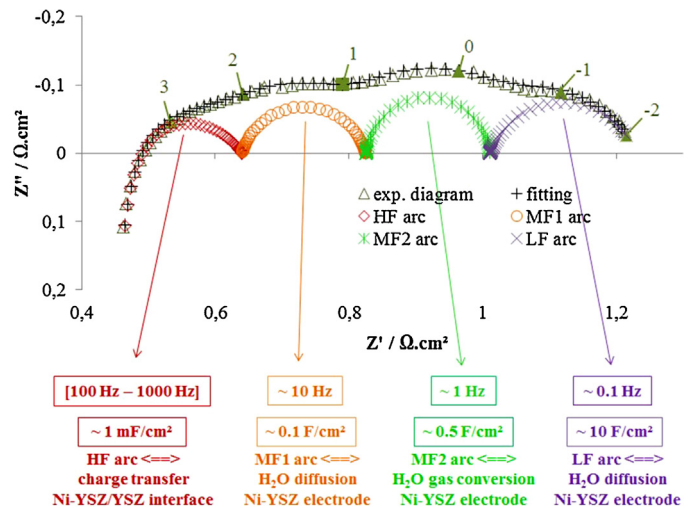 -0,2
-0,1
0
0,1
0,2
Z'' / Ω.cm²
3
2
1
0
-1
-2
exp. diagram
fitting
HF arc
MF1 arc
MF2 arc
LF arc
0,4
0,6
0,8
1
1,2
Z' / Ω.cm²
[100 Hz – 1000 Hz]
~ 10 Hz
~ 1 Hz
~ 0.1 Hz
~ 1 mF/cm²
~ 0.1 F/cm²
~ 0.5 F/cm²
~ 10 F/cm²
HF arc <==>
charge transfer
Ni-YSZ/YSZ interface
MF1 arc <==>
H₂O diffusion
Ni-YSZ electrode
MF2 arc <==>
H₂O gas conversion
Ni-YSZ electrode
LF arc <==>
H₂O diffusion
Ni-YSZ electrode